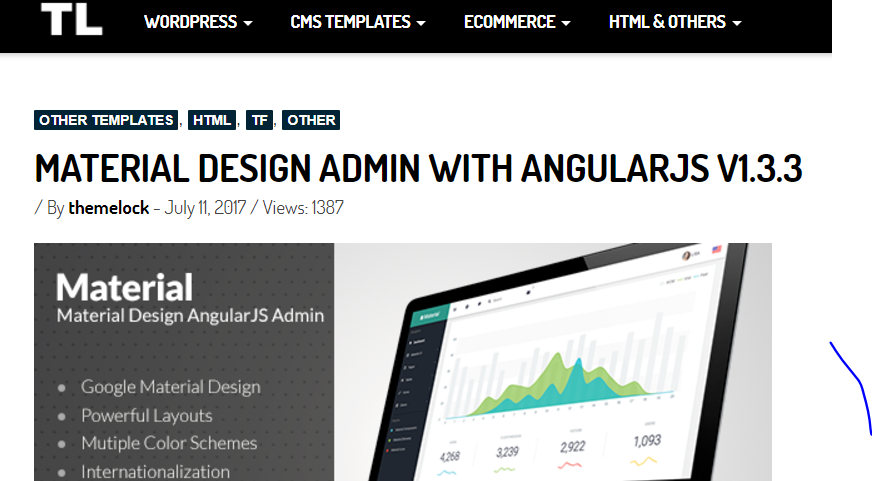 TL WORDPRESS CMS TEMPLATES ECOMMERCE HTML & OTHERS
OTHER TEMPLATES, HTML, TF, OTHER
MATERIAL DESIGN ADMIN WITH ANGULARJS V1.3.3
/ By themelock - July 11, 2017 / Views: 1387
Material
Material Design AngularJS Admin
● Google Material Design
● Powerful Layouts
● Mutiple Color Schemes
● Internationalization
Material
4,268 3,239 2,922 1,093